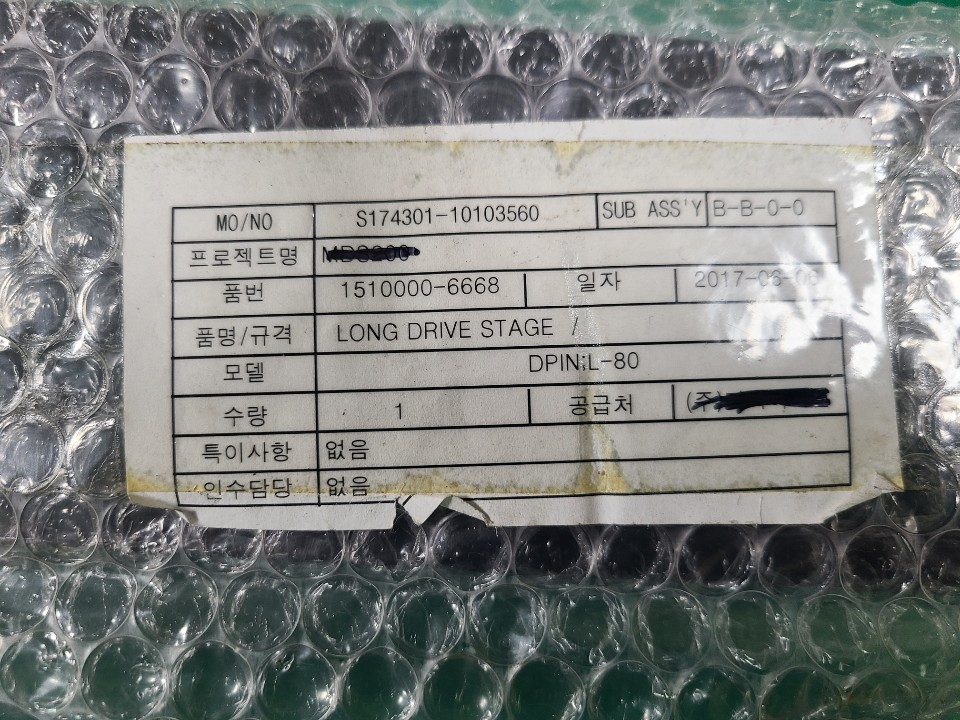 MO/NO S174301-10103560 SUB ASS'Y B-B-0-0
프로젝트명
품번 1510000-6668 일자
품명/규격 LONG DRIVE STAGE /
모델 DPIN:L-80
수량 1 공급처 (주)
특이사항 없음
인수담당 없음